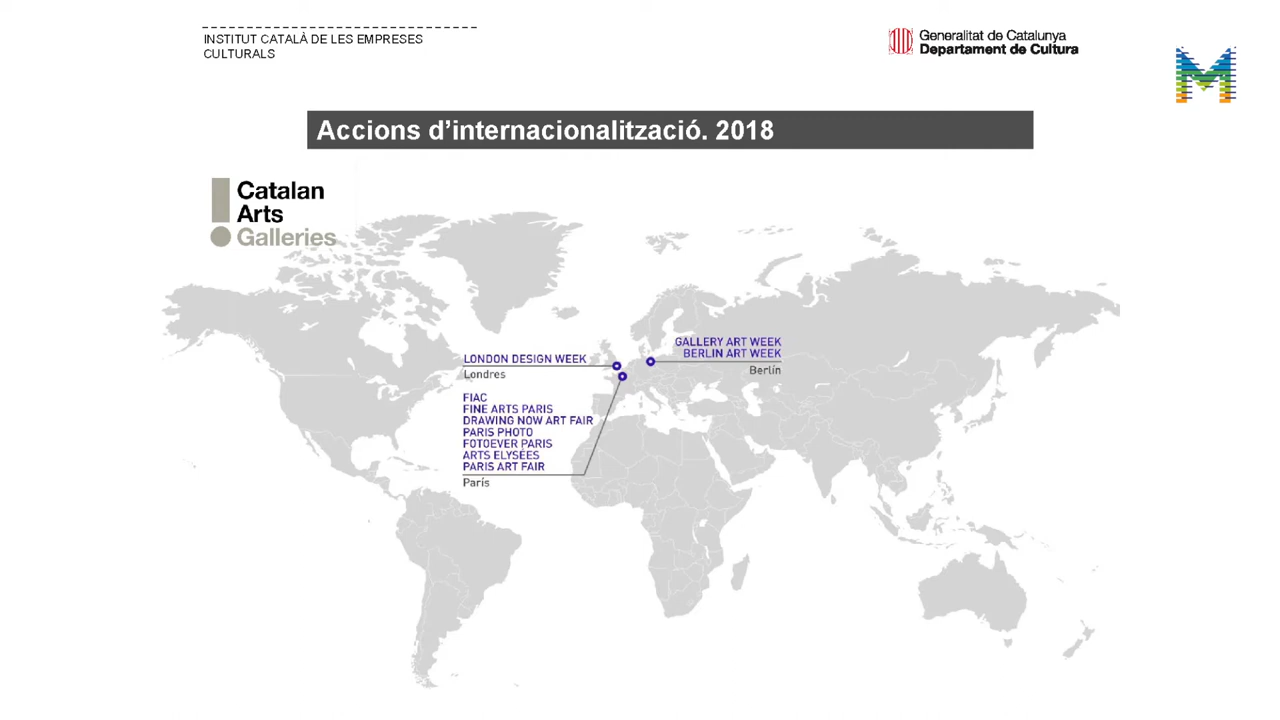 INSTITUT CATALÀ DE LES EMPRESES
CULTURALS
Generalitat de Catalunya
Departament de Cultura
M
Accions d’internacionalització. 2018
Catalan
Arts
Galleries
GALLERY ART WEEK
BERLIN ART WEEK
Berlín
LONDON DESIGN WEEK
Londres
FIAC
FINE ARTS PARIS
DRAWING NOW ART FAIR
PARIS PHOTO
FOTOEVER PARIS
ARTS ELYSÉES
PARIS ART FAIR
París